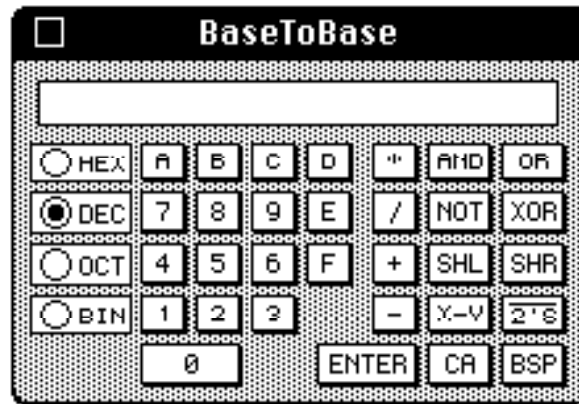 BaseToBase
HEX A B C D * AND OR
DEC 7 8 9 E / NOT XOR
OCT 4 5 6 F + SHL SHR
BIN 1 2 3 - X-Y 2'S
0 ENTER CA BSP